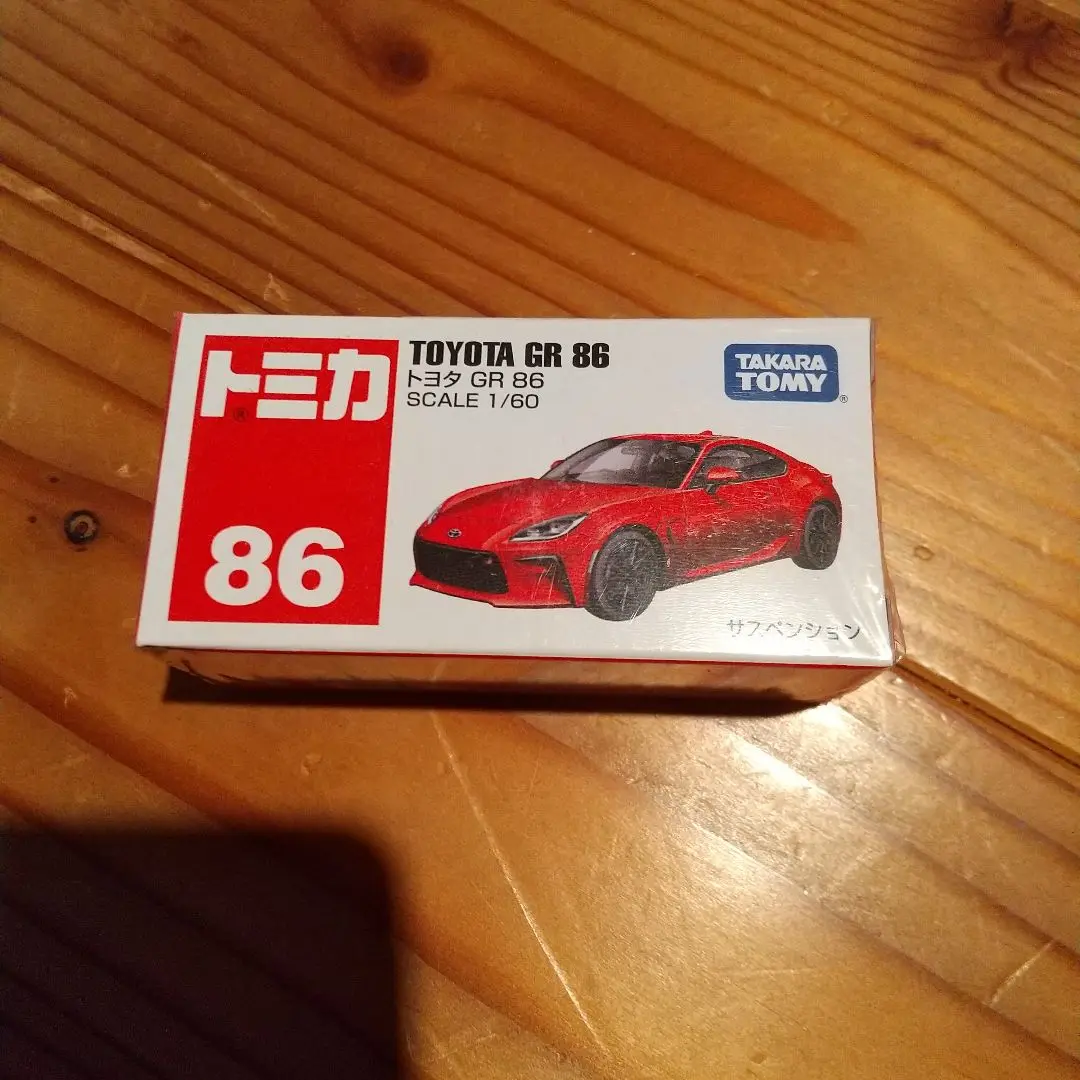 トミカ
®
86
TOYOTA GR 86
トヨタ GR 86
SCALE 1/60
TAKARA
TOMY
®
サスペンション